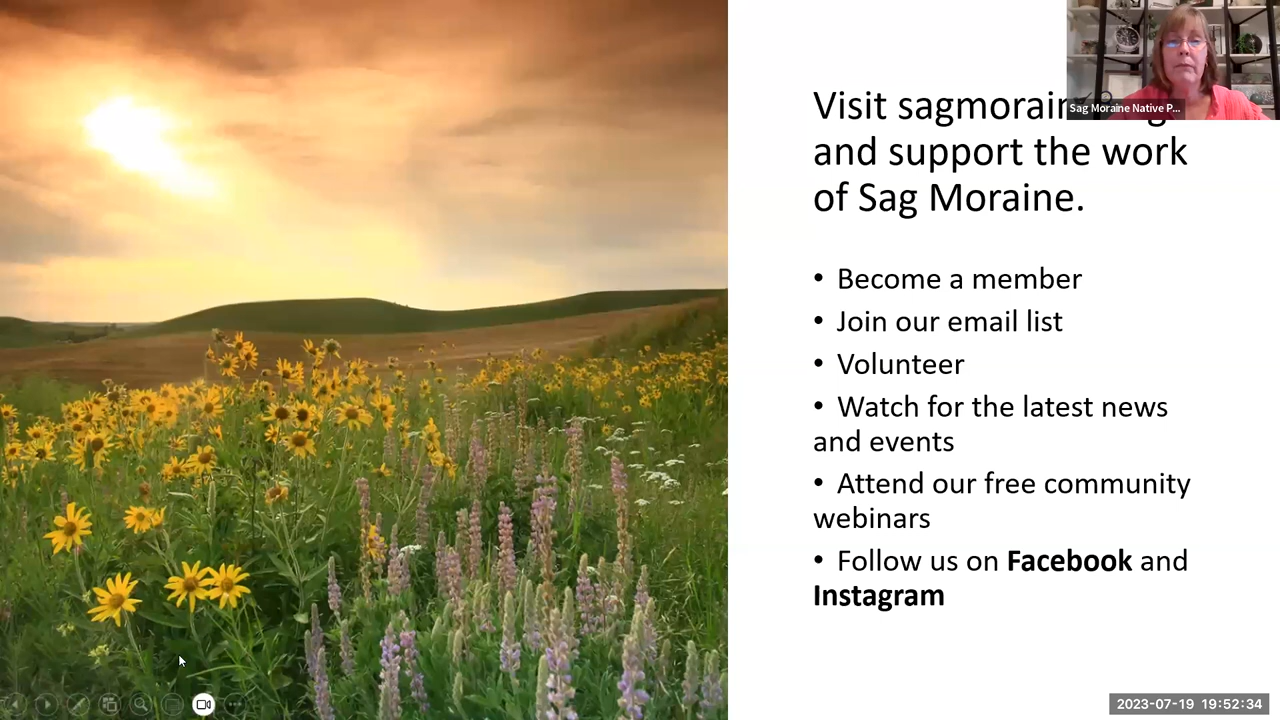 Visit sagmorain
and support the work
of Sag Moraine.
• Become a member
• Join our email list
• Volunteer
• Watch for the latest news
and events
• Attend our free community
webinars
• Follow us on Facebook and
Instagram
Sag Moraine Native P...
2023-07-19 19:52:34